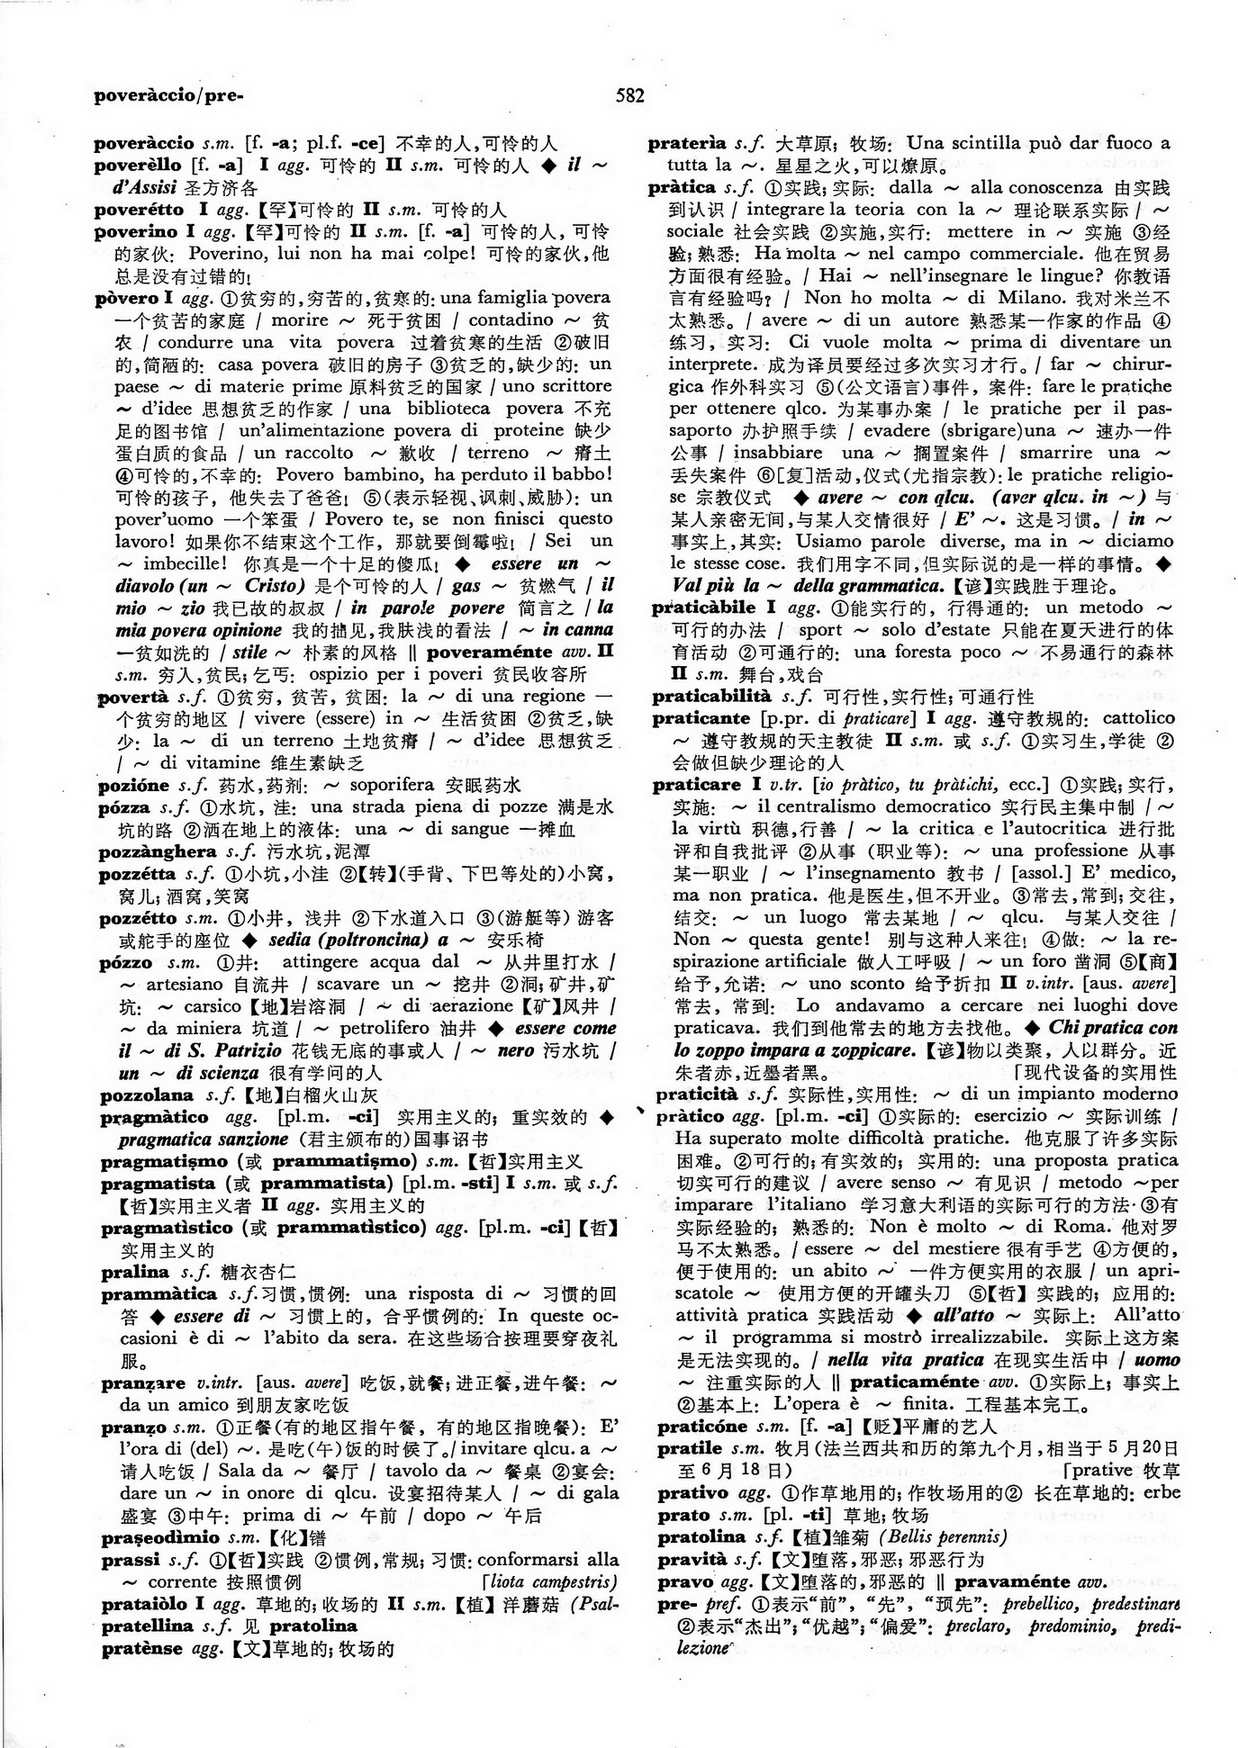 poveràccio/pre-
582
poveràccio s.m. [f. -a; pl.f. -ce] 不幸的人,可怜的人
poverèllo [f. -a] I agg. 可怜的 II s.m. 可怜的人 ◆ il ~
d'Assisi 圣方济各
poverétto I agg.【罕】可怜的 II s.m. 可怜的人
poverino I agg.【罕】可怜的 II s.m. [f. -a] 可怜的人, 可怜
的家伙: Poverino, lui non ha mai colpe! 可怜的家伙,他
总是没有过错的!
pòvero I agg. ①贫穷的,穷苦的,贫寒的: una famiglia povera
一个贫苦的家庭 / morire ~ 死于贫困 / contadino ~ 贫
农 / condurre una vita povera 过着贫寒的生活 ②破旧
的,简陋的: casa povera 破旧的房子 ③贫乏的,缺少的: un
paese ~ di materie prime 原料贫乏的国家 / uno scrittore
~ d'idee 思想贫乏的作家 / una biblioteca povera 不充
足的图书馆 / un'alimentazione povera di proteine 缺少
蛋白质的食品 / un raccolto ~ 歉收 / terreno ~ 瘠土
④可怜的,不幸的: Povero bambino, ha perduto il babbo!
可怜的孩子, 他失去了爸爸! ⑤(表示轻视、讽刺、威胁): un
pover'uomo 一个笨蛋 / Povero te, se non finisci questo
lavoro! 如果你不结束这个工作, 那就要倒霉啦! / Sei un
~ imbecille! 你真是一个十足的傻瓜! ◆ essere un ~
diavolo (un ~ Cristo) 是个可怜的人 / gas ~ 贫燃气 / il
mio ~ zio 我已故的叔叔 / in parole povere 简言之 / la
mia povera opinione 我的拙见,我肤浅的看法 / ~ in canna
一贫如洗的 / stile ~ 朴素的风格 ‖ poveraménte avv. II
s.m. 穷人,贫民; 乞丐: ospizio per i poveri 贫民收容所
povertà s.f. ①贫穷, 贫苦, 贫困: la ~ di una regione 一
个贫穷的地区 / vivere (essere) in ~ 生活贫困 ②贫乏,缺
少: la ~ di un terreno 土地贫瘠 / ~ d'idee 思想贫乏
/ ~ di vitamine 维生素缺乏
pozióne s.f. 药水,药剂: ~ soporifera 安眠药水
pózza s.f. ①水坑, 洼: una strada piena di pozze 满是水
坑的路 ②洒在地上的液体: una ~ di sangue 一摊血
pozzànghera s.f. 污水坑,泥潭
pozzétta s.f. ①小坑,小洼 ②【转】(手背、下巴等处的)小窝,
窝儿; 酒窝,笑窝
pozzétto s.m. ①小井, 浅井 ②下水道入口 ③(游艇等) 游客
或舵手的座位 ◆ sedia (poltroncina) a ~ 安乐椅
pózzo s.m. ①井: attingere acqua dal ~ 从井里打水 /
~ artesiano 自流井 / scavare un ~ 挖井 ②洞; 矿井,矿
坑: ~ carsico【地】岩溶洞 / ~ di aerazione【矿】风井 /
~ da miniera 坑道 / ~ petrolifero 油井 ◆ essere come
il ~ di S. Patrizio 花钱无底的事或人 / ~ nero 污水坑 /
un ~ di scienza 很有学问的人
pozzolana s.f.【地】白榴火山灰
pragmàtico agg. [pl.m. -ci] 实用主义的; 重实效的 ◆
pragmatica sanzione (君主颁布的)国事诏书
pragmatişmo (或 prammatişmo) s.m.【哲】实用主义
pragmatista (或 prammatista) [pl.m. -sti] I s.m. 或 s.f.
【哲】实用主义者 II agg. 实用主义的
pragmatìstico (或 prammatìstico) agg. [pl.m. -ci]【哲】
实用主义的
pralina s.f. 糖衣杏仁
prammàtica s.f.习惯,惯例: una risposta di ~ 习惯的回
答 ◆ essere di ~ 习惯上的, 合乎惯例的: In queste oc-
casioni è di ~ l'abito da sera. 在这些场合按理要穿夜礼
服。
pranzare v.intr. [aus. avere] 吃饭,就餐; 进正餐,进午餐: ~
da un amico 到朋友家吃饭
pranzo s.m. ①正餐(有的地区指午餐, 有的地区指晚餐): E'
l'ora di (del) ~. 是吃(午)饭的时候了。/ invitare qlcu. a ~
请人吃饭 / Sala da ~ 餐厅 / tavolo da ~ 餐桌 ②宴会:
dare un ~ in onore di qlcu. 设宴招待某人 / ~ di gala
盛宴 ③中午: prima di ~ 午前 / dopo ~ 午后
praşeodìmio s.m.【化】镨
prassi s.f. ①【哲】实践 ②惯例,常规; 习惯: conformarsi alla
~ corrente 按照惯例 「liota campestris)
prataiòlo I agg. 草地的; 收场的 II s.m.【植】洋蘑菇 (Psal-
pratellina s.f. 见 pratolina
pratènse agg.【文】草地的; 牧场的
praterìa s.f. 大草原; 牧场: Una scintilla può dar fuoco a
tutta la ~. 星星之火,可以燎原。
pràtica s.f. ①实践; 实际: dalla ~ alla conoscenza 由实践
到认识 / integrare la teoria con la ~ 理论联系实际 / ~
sociale 社会实践 ②实施,实行: mettere in ~ 实施 ③经
验; 熟悉: Ha molta ~ nel campo commerciale. 他在贸易
方面很有经验。/ Hai ~ nell'insegnare le lingue? 你教语
言有经验吗? / Non ho molta ~ di Milano. 我对米兰不
太熟悉。/ avere ~ di un autore 熟悉某一作家的作品 ④
练习, 实习: Ci vuole molta ~ prima di diventare un
interprete. 成为译员要经过多次实习才行。/ far ~ chirur-
gica 作外科实习 ⑤(公文语言)事件, 案件: fare le pratiche
per ottenere qlco. 为某事办案 / le pratiche per il pas-
saporto 办护照手续 / evadere (sbrigare)una ~ 速办一件
公事 / insabbiare una ~ 搁置案件 / smarrire una ~
丢失案件 ⑥[复]活动,仪式(尤指宗教): le pratiche religio-
se 宗教仪式 ◆ avere ~ con qlcu. (aver qlcu. in ~) 与
某人亲密无间,与某人交情很好 / E' ~. 这是习惯。/ in ~
事实上,其实: Usiamo parole diverse, ma in ~ diciamo
le stesse cose. 我们用字不同,但实际说的是一样的事情。◆
Val più la ~ della grammatica.【谚】实践胜于理论。
praticàbile I agg. ①能实行的, 行得通的: un metodo ~
可行的办法 / sport ~ solo d'estate 只能在夏天进行的体
育活动 ②可通行的: una foresta poco ~ 不易通行的森林
II s.m. 舞台,戏台
praticabilità s.f. 可行性,实行性; 可通行性
praticante [p.pr. di praticare] I agg. 遵守教规的: cattolico
~ 遵守教规的天主教徒 II s.m. 或 s.f. ①实习生,学徒 ②
会做但缺少理论的人
praticare I v.tr. [io pràtico, tu pràtichi, ecc.] ①实践; 实行,
实施: ~ il centralismo democratico 实行民主集中制 / ~
la virtù 积德,行善 / ~ la critica e l'autocritica 进行批
评和自我批评 ②从事 (职业等): ~ una professione 从事
某一职业 / ~ l'insegnamento 教书 / [assol.] E' medico,
ma non pratica. 他是医生,但不开业。③常去,常到; 交往,
结交: ~ un luogo 常去某地 / ~ qlcu. 与某人交往 /
Non ~ questa gente! 别与这种人来往! ④做: ~ la re-
spirazione artificiale 做人工呼吸 / ~ un foro 凿洞 ⑤【商】
给予,允诺: ~ uno sconto 给予折扣 II v.intr. [aus. avere]
常去, 常到: Lo andavamo a cercare nei luoghi dove
praticava. 我们到他常去的地方去找他。◆ Chi pratica con
lo zoppo impara a zoppicare.【谚】物以类聚, 人以群分。近
朱者赤,近墨者黑。 「现代设备的实用性
praticità s.f. 实际性,实用性: ~ di un impianto moderno
pràtico agg. [pl.m. -ci] ①实际的: esercizio ~ 实际训练 /
Ha superato molte difficoltà pratiche. 他克服了许多实际
困难。②可行的; 有实效的; 实用的: una proposta pratica
切实可行的建议 / avere senso ~ 有见识 / metodo ~ per
imparare l'italiano 学习意大利语的实际可行的方法 ③有
实际经验的; 熟悉的: Non è molto ~ di Roma. 他对罗
马不太熟悉。/ essere ~ del mestiere 很有手艺 ④方便的,
便于使用的: un abito ~ 一件方便实用的衣服 / un apri-
scatole ~ 使用方便的开罐头刀 ⑤【哲】实践的; 应用的:
attività pratica 实践活动 ◆ all'atto ~ 实际上: All'atto
~ il programma si mostrò irrealizzabile. 实际上这方案
是无法实现的。/ nella vita pratica 在现实生活中 / uomo
~ 注重实际的人 ‖ praticaménte avv. ①实际上; 事实上
②基本上: L'opera è ~ finita. 工程基本完工。
praticóne s.m. [f. -a]【贬】平庸的艺人
pratile s.m. 牧月(法兰西共和历的第九个月,相当于5月20日
至6月18日) 「prative 牧草
prativo agg. ①作草地用的; 作牧场用的② 长在草地的: erbe
prato s.m. [pl. -ti] 草地; 牧场
pratolina s.f.【植】雏菊 (Bellis perennis)
pravità s.f.【文】堕落,邪恶; 邪恶行为
pravo agg.【文】堕落的,邪恶的 ‖ pravaménte avv.
pre- pref. ①表示“前”, “先”, “预先”: prebellico, predestinare
②表示“杰出”; “优越”; “偏爱”: preclaro, predominio, predi-
lezione